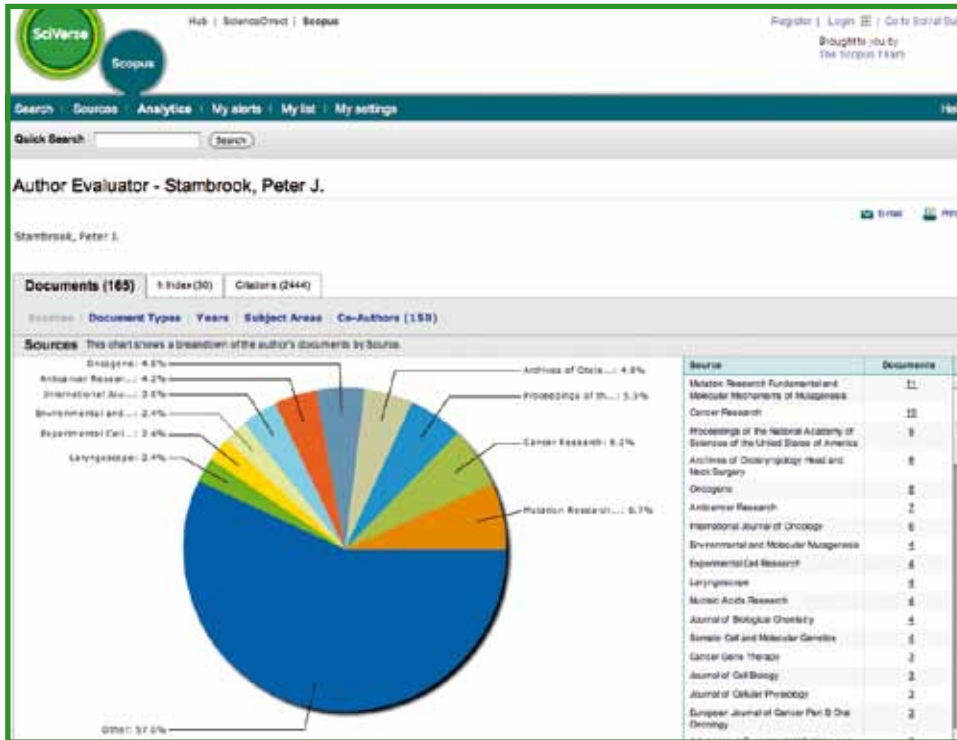 SciVerse
Scopus
Hub | ScienceDirect | Scopus
Register | Login
Brought to you by
The Scopus Team
Search Sources Analytics My alerts My list My settings
Quick Search Search
Author Evaluator - Stambrook, Peter J.
E-mail
Stambrook, Peter J.
Documents (165) h Index (30) Citations (2444)
Sources Document Types Years Subject Areas Co-Authors (150)
Sources This chart shows a breakdown of the author's documents by Source.
Oncogene: 4.8%
Anticancer Resear...: 4.2%
International Jou...: 3.6%
Environmental and...: 2.4%
Experimental Cell...: 2.4%
Laryngoscope: 2.4%
Other: 57.0%
Archives of Otola...: 4.8%
Proceedings of th...: 5.5%
Cancer Research: 6.1%
Mutation Research...: 6.7%
Source Documents
Mutation Research Fundamental and
Molecular Mechanisms of Mutagenesis 11
Cancer Research 10
Proceedings of the National Academy of
Sciences of the United States of America 9
Archives of Otolaryngology Head and
Neck Surgery 8
Oncogene 8
Anticancer Research 7
International Journal of Oncology 6
Environmental and Molecular Mutagenesis 4
Experimental Cell Research 4
Laryngoscope 4
Nucleic Acids Research 4
Journal of Biological Chemistry 4
Somatic Cell and Molecular Genetics 4
Cancer Gene Therapy 3
Journal of Cell Biology 3
Journal of Cellular Physiology 3
European Journal of Cancer Part B Oral
Oncology 3